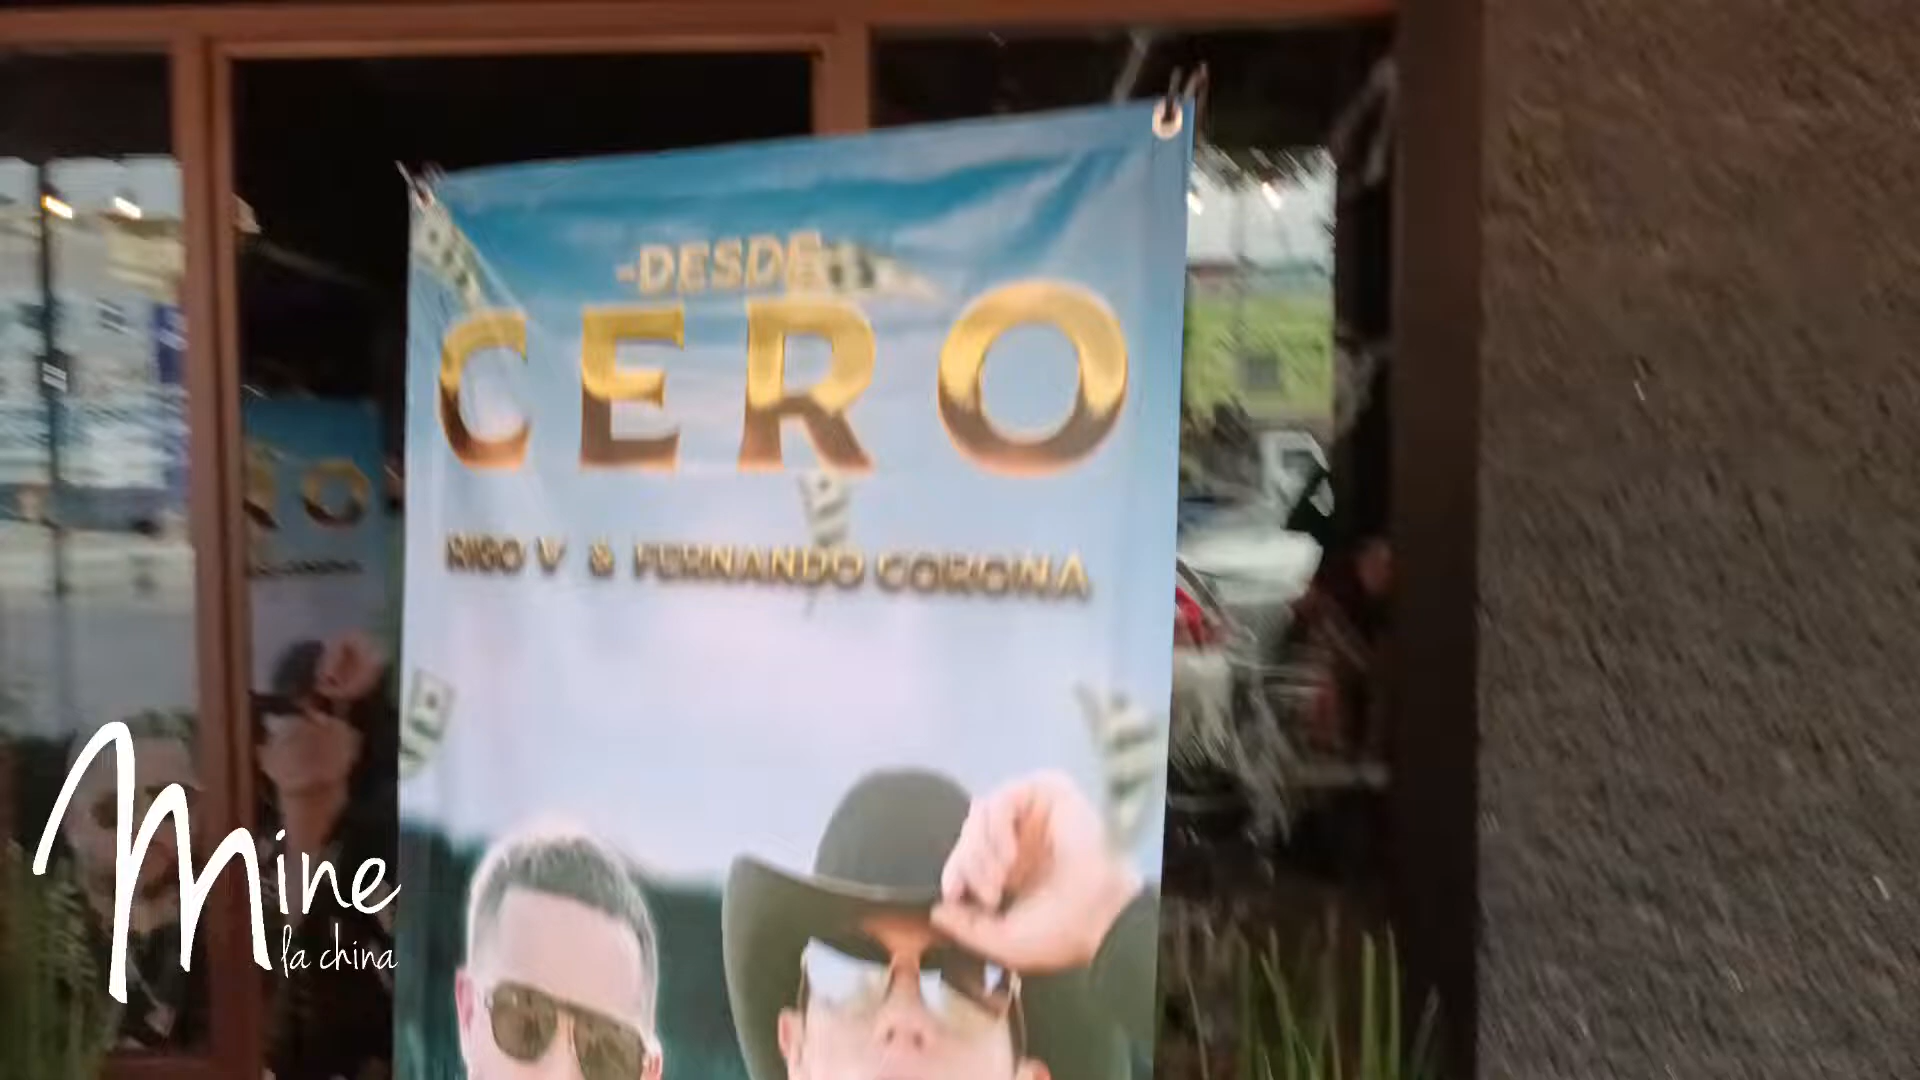 -DESDE
CERO
RIGO V & FERNANDO CORONA
Mine
la china